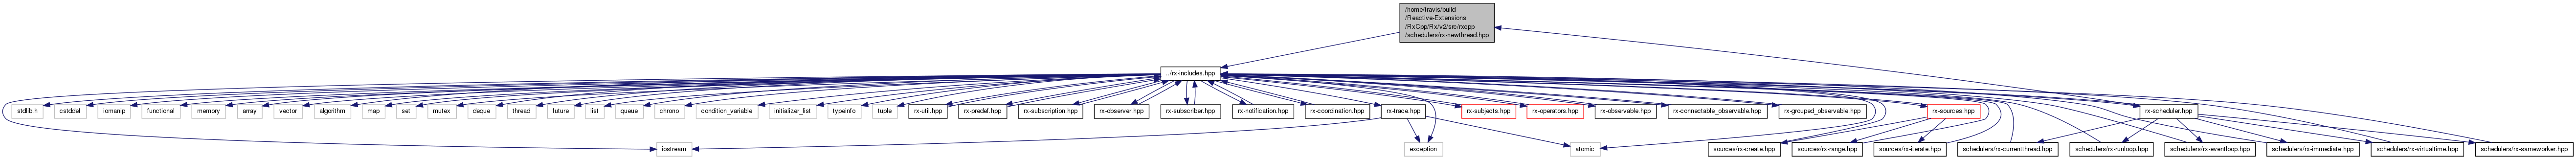 /home/travis/build
/Reactive-Extensions
/RxCpp/Rx/v2/src/rxcpp
/schedulers/rx-newthread.hpp
../rx-includes.hpp
stdlib.h
cstddef
iomanip
functional
memory
array
vector
algorithm
map
set
mutex
deque
thread
future
list
queue
chrono
condition_variable
initializer_list
typeinfo
tuple
rx-util.hpp
rx-predef.hpp
rx-subscription.hpp
rx-observer.hpp
rx-subscriber.hpp
rx-notification.hpp
rx-coordination.hpp
rx-trace.hpp
rx-subjects.hpp
rx-operators.hpp
rx-observable.hpp
rx-connectable_observable.hpp
rx-grouped_observable.hpp
rx-sources.hpp
rx-scheduler.hpp
iostream
exception
atomic
sources/rx-create.hpp
sources/rx-range.hpp
sources/rx-iterate.hpp
schedulers/rx-currentthread.hpp
schedulers/rx-runloop.hpp
schedulers/rx-eventloop.hpp
schedulers/rx-immediate.hpp
schedulers/rx-virtualtime.hpp
schedulers/rx-sameworker.hpp